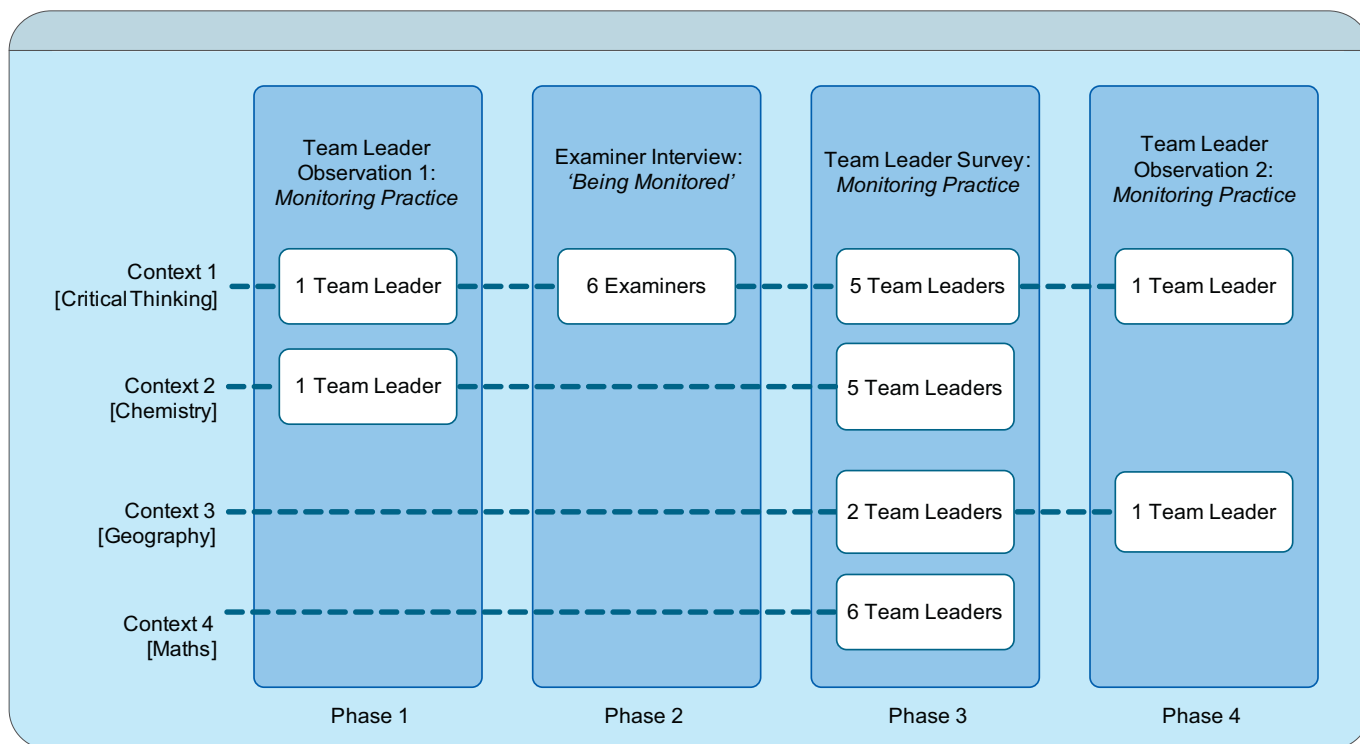 Team Leader
Observation 1:
Monitoring Practice
Examiner Interview:
‘Being Monitored’
Team Leader Survey:
Monitoring Practice
Team Leader
Observation 2:
Monitoring Practice
Context 1
[Critical Thinking]
1 Team Leader
6 Examiners
5 Team Leaders
1 Team Leader
Context 2
[Chemistry]
1 Team Leader
5 Team Leaders
Context 3
[Geography]
2 Team Leaders
1 Team Leader
Context 4
[Maths]
6 Team Leaders
Phase 1
Phase 2
Phase 3
Phase 4